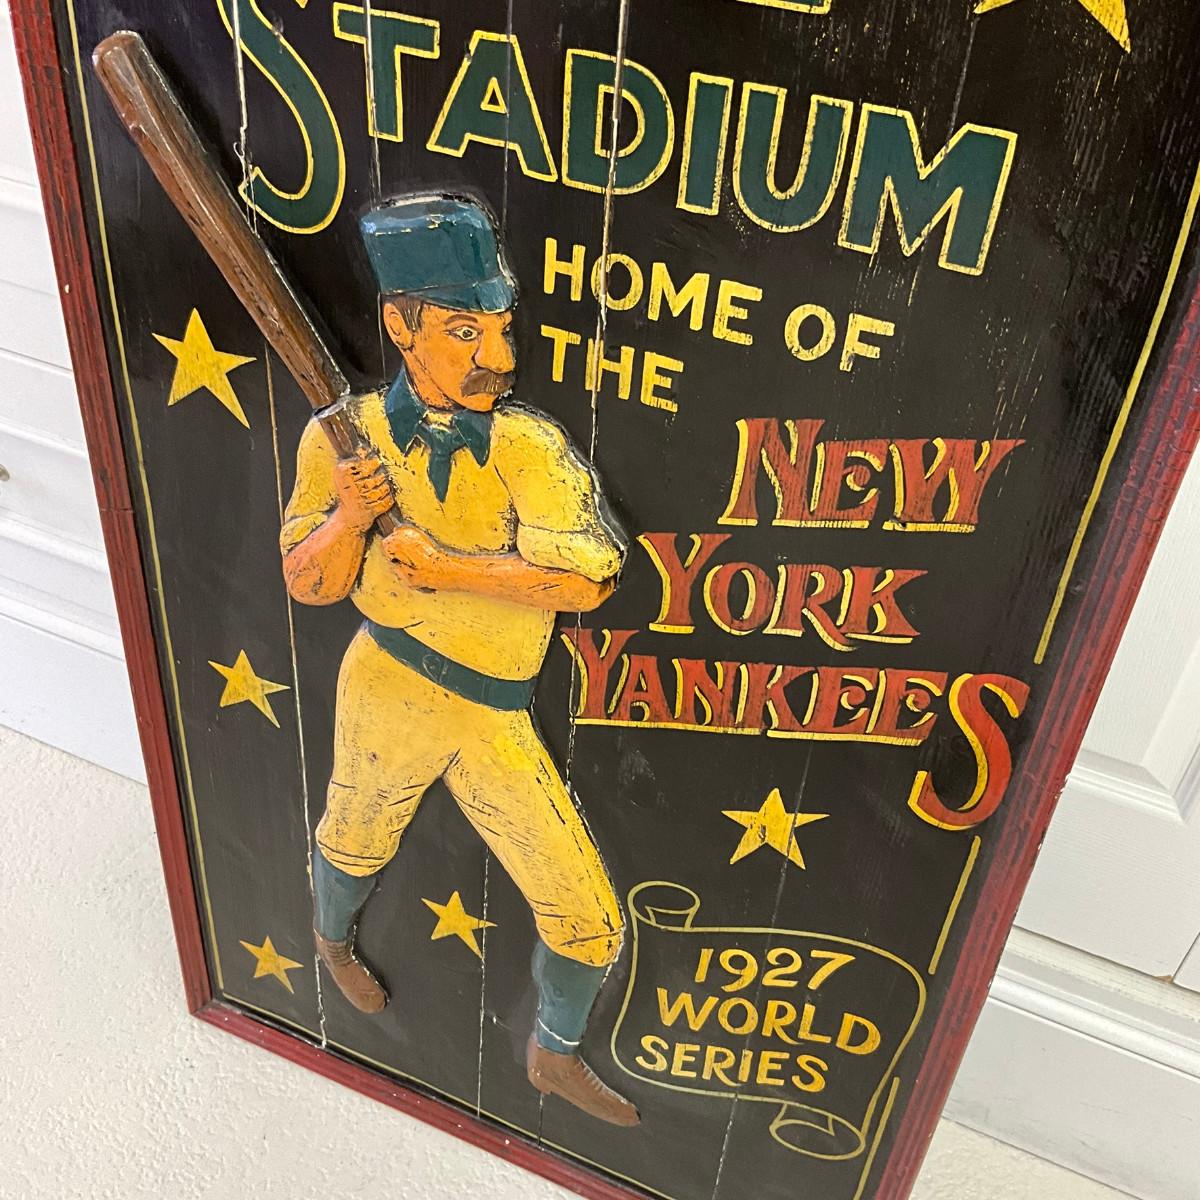 STADIUM
HOME OF
THE
NEW
YORK
YANKEES
1927
WORLD
SERIES